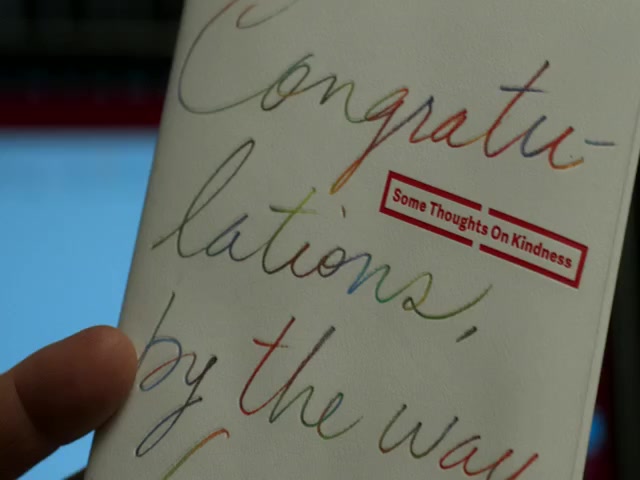 Congratu-
lations,
Some Thoughts On Kindness
by the way